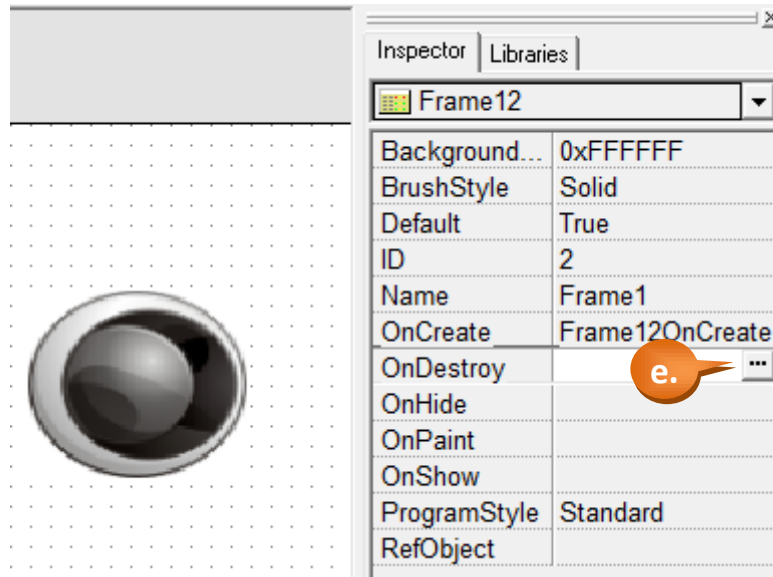 Inspector Libraries
Frame12
Background... 0xFFFFFF
BrushStyle Solid
Default True
ID 2
Name Frame1
OnCreate Frame12OnCreate
OnDestroy e. ...
OnHide
OnPaint
OnShow
ProgramStyle Standard
RefObject